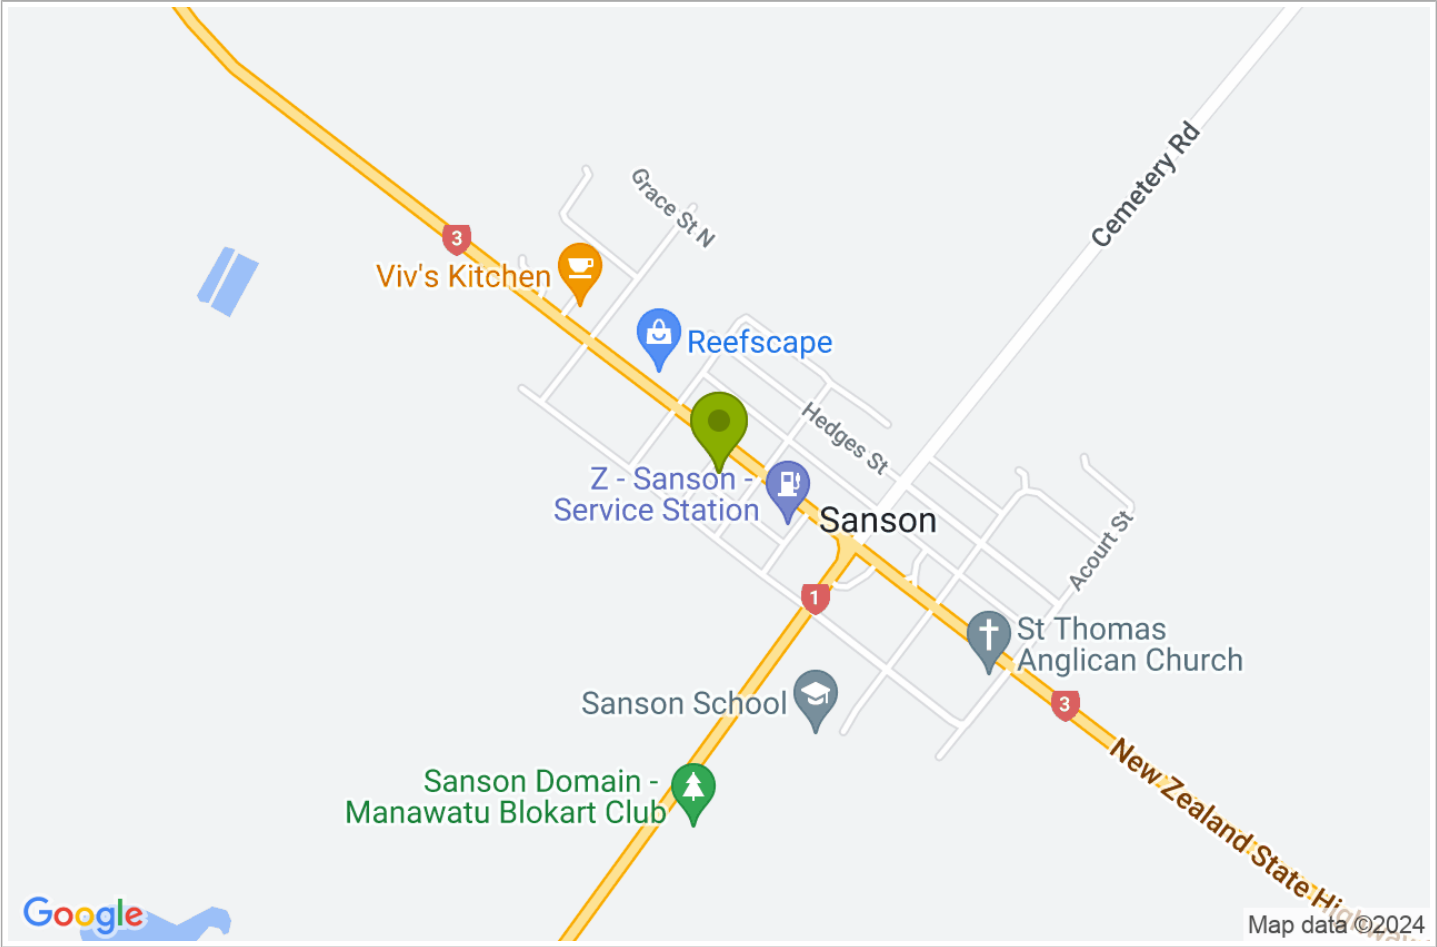 Cemetery Rd
Grace St N
3
Viv's Kitchen
Reefscape
Hedges St
Z - Sanson -
Service Station
Sanson
Acourt St
1
St Thomas
Anglican Church
Sanson School
3
New Zealand State High
Sanson Domain -
Manawatu Blokart Club
Google
Map data ©2024